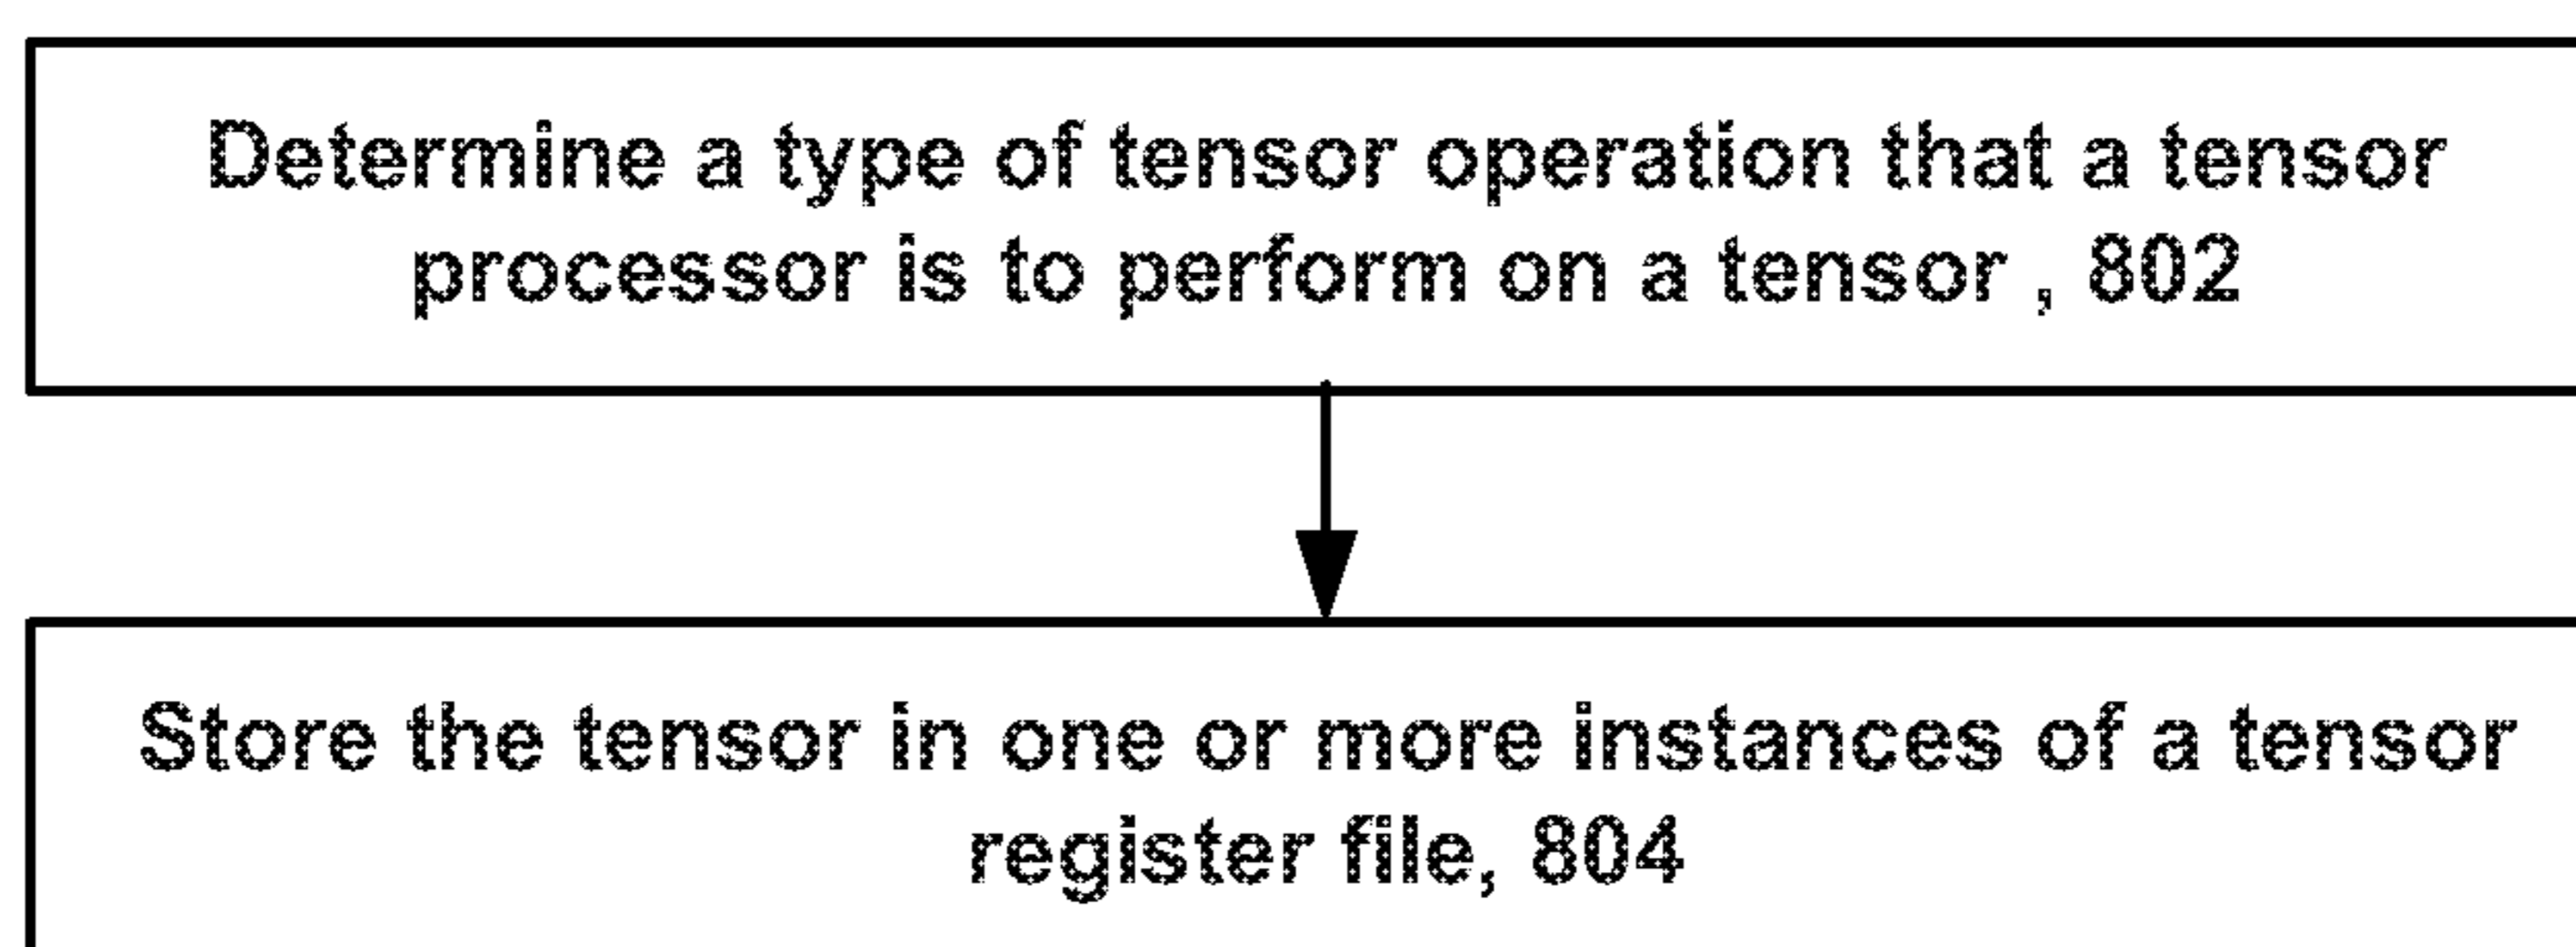 Determine a type of tensor operation that a tensor
processor is to perform on a tensor , 802
Store the tensor in one or more instances of a tensor
register file, 804